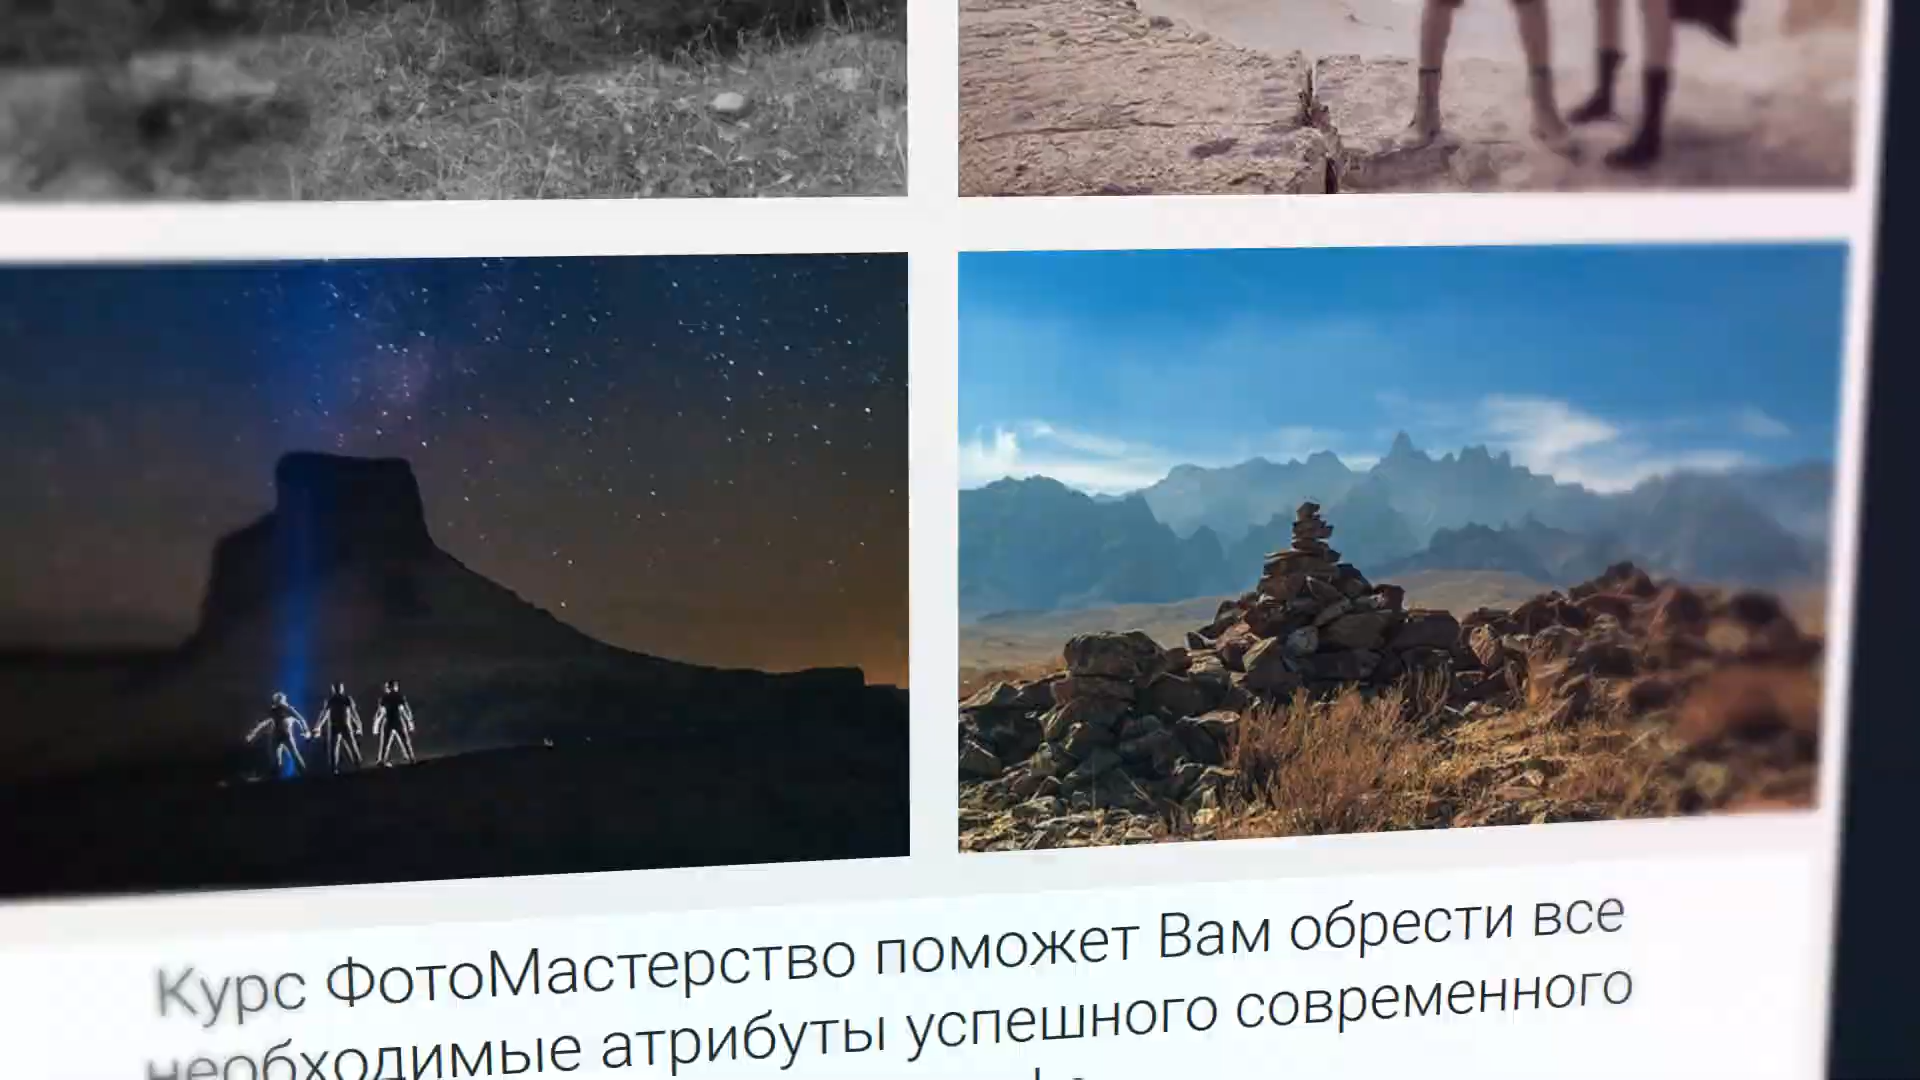 Курс ФотоМастерство поможет Вам обрести все
необходимые атрибуты успешного современного